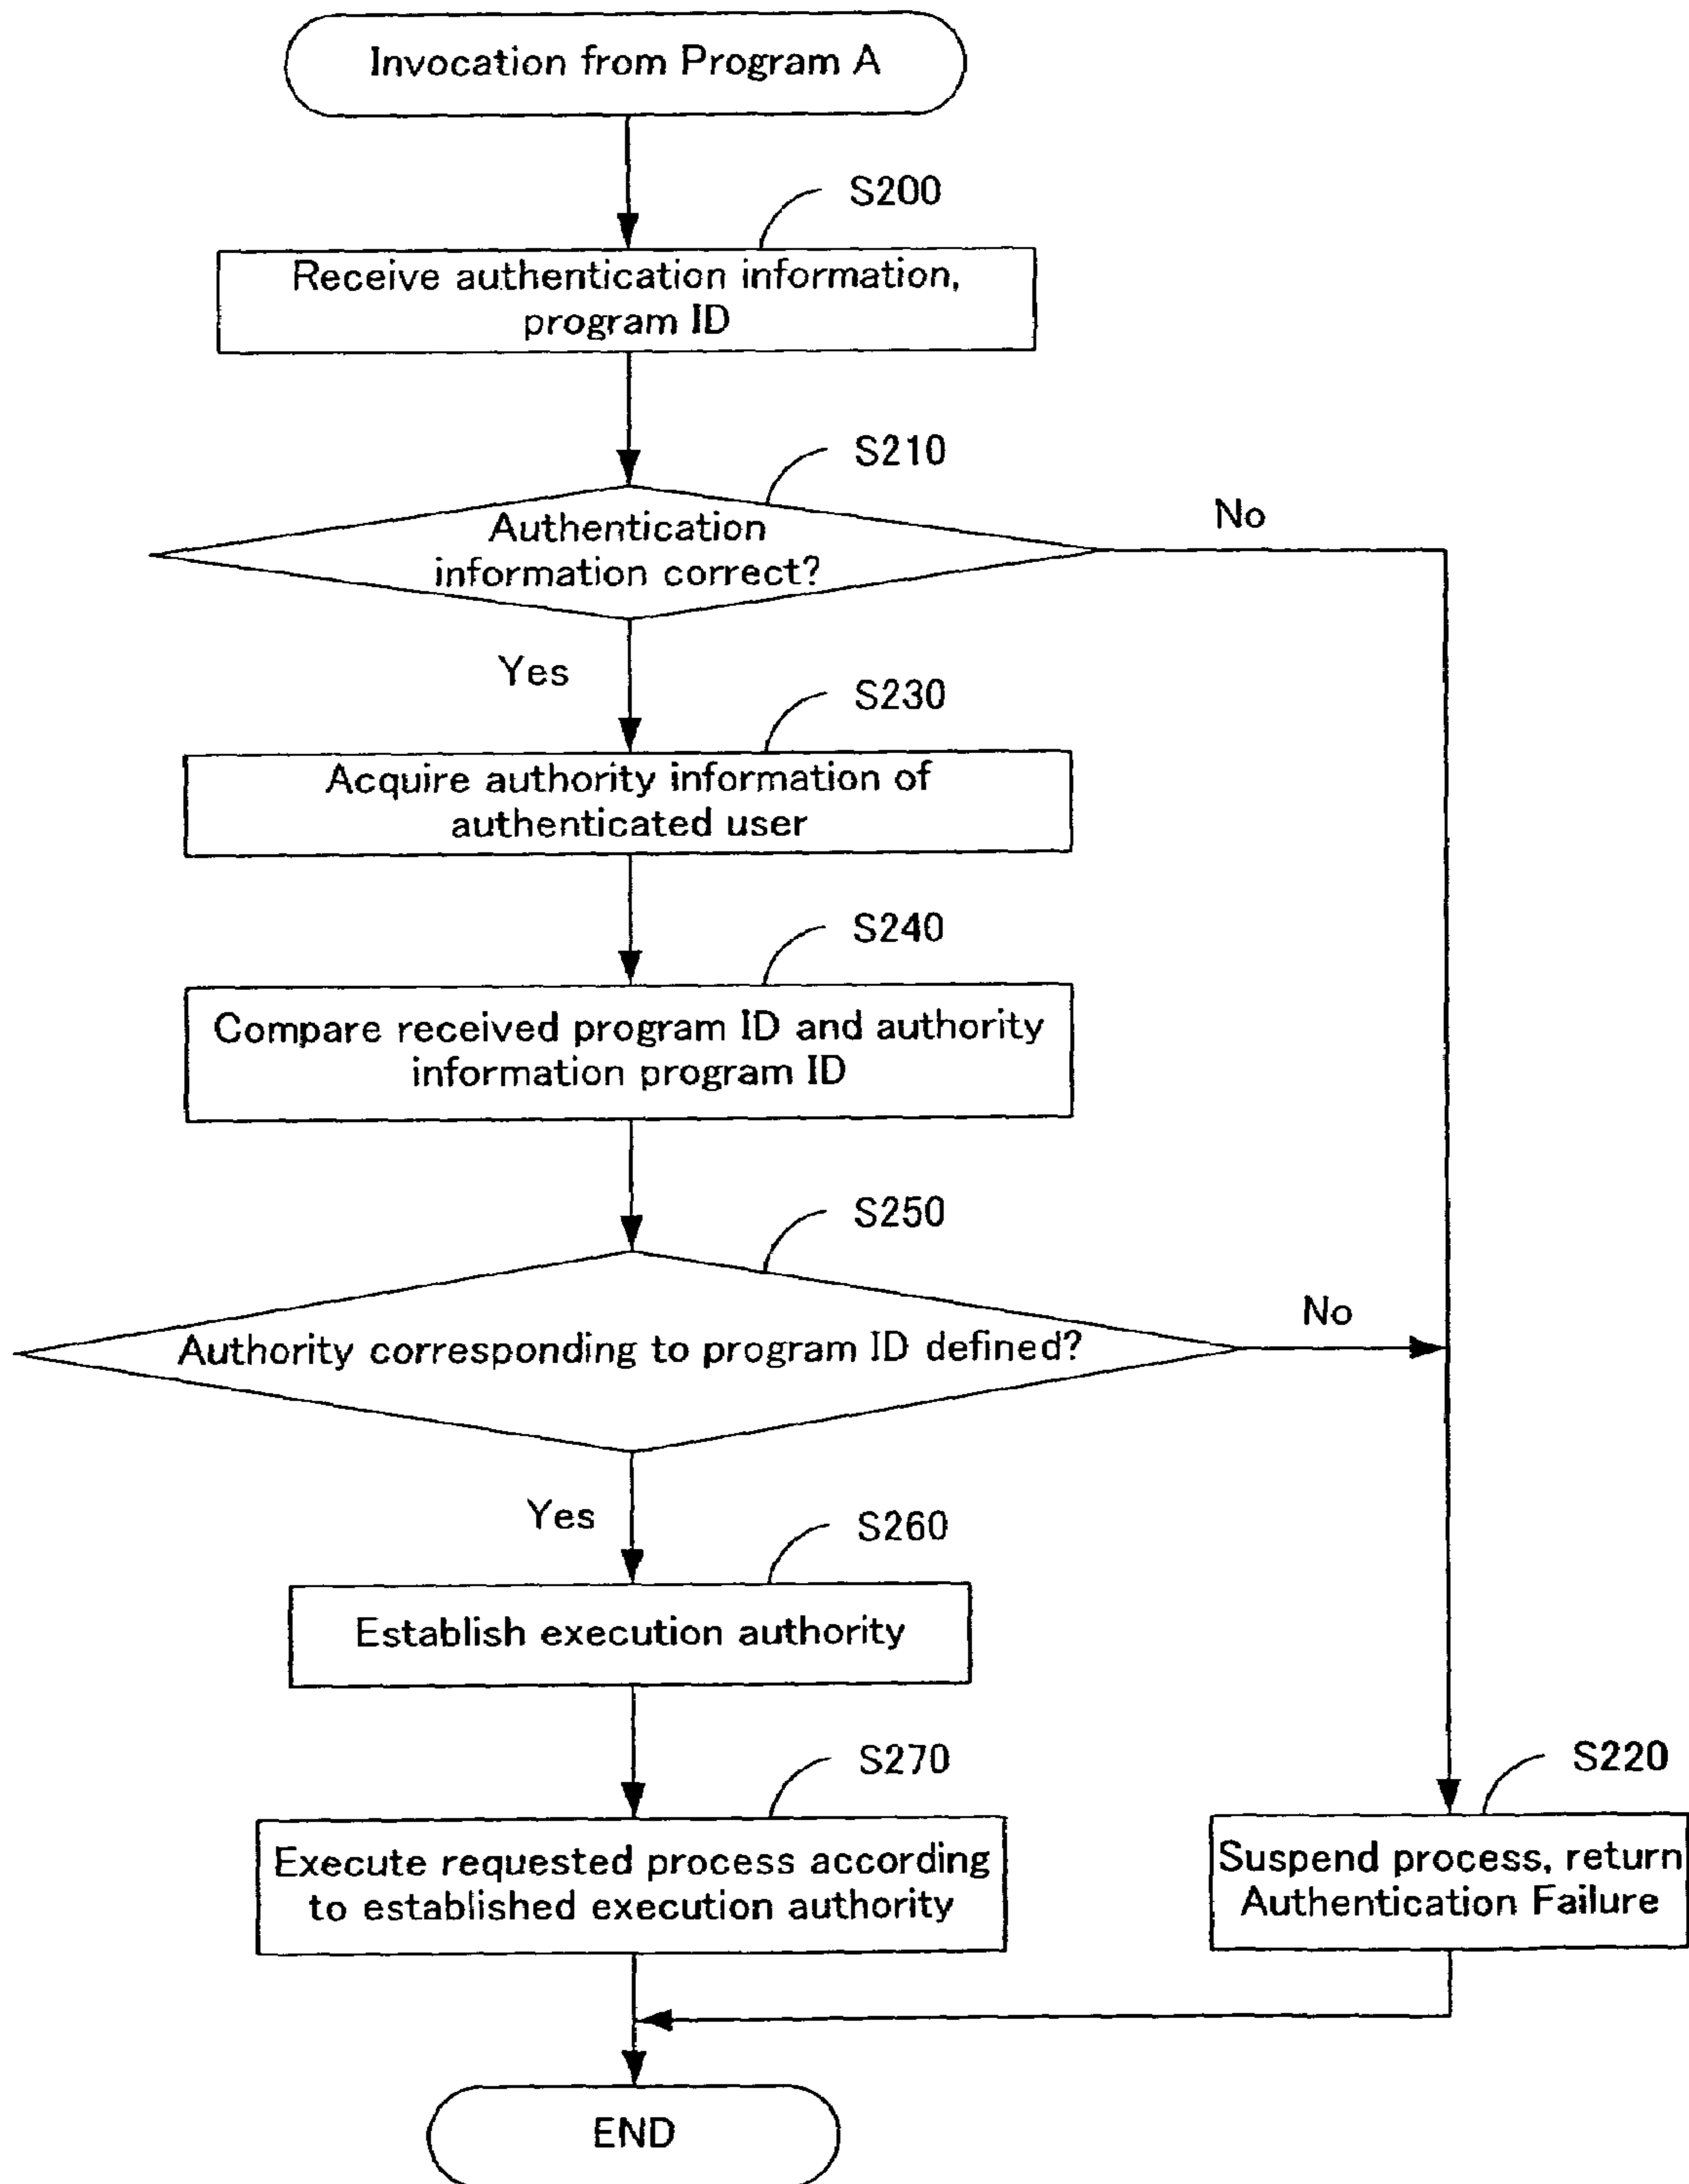 Invocation from Program A
S200
Receive authentication information,
program ID
S210
Authentication
information correct?
No
Yes
S230
Acquire authority information of
authenticated user
S240
Compare received program ID and authority
information program ID
S250
Authority corresponding to program ID defined?
No
Yes
S260
Establish execution authority
S270
Execute requested process according
to established execution authority
S220
Suspend process, return
Authentication Failure
END